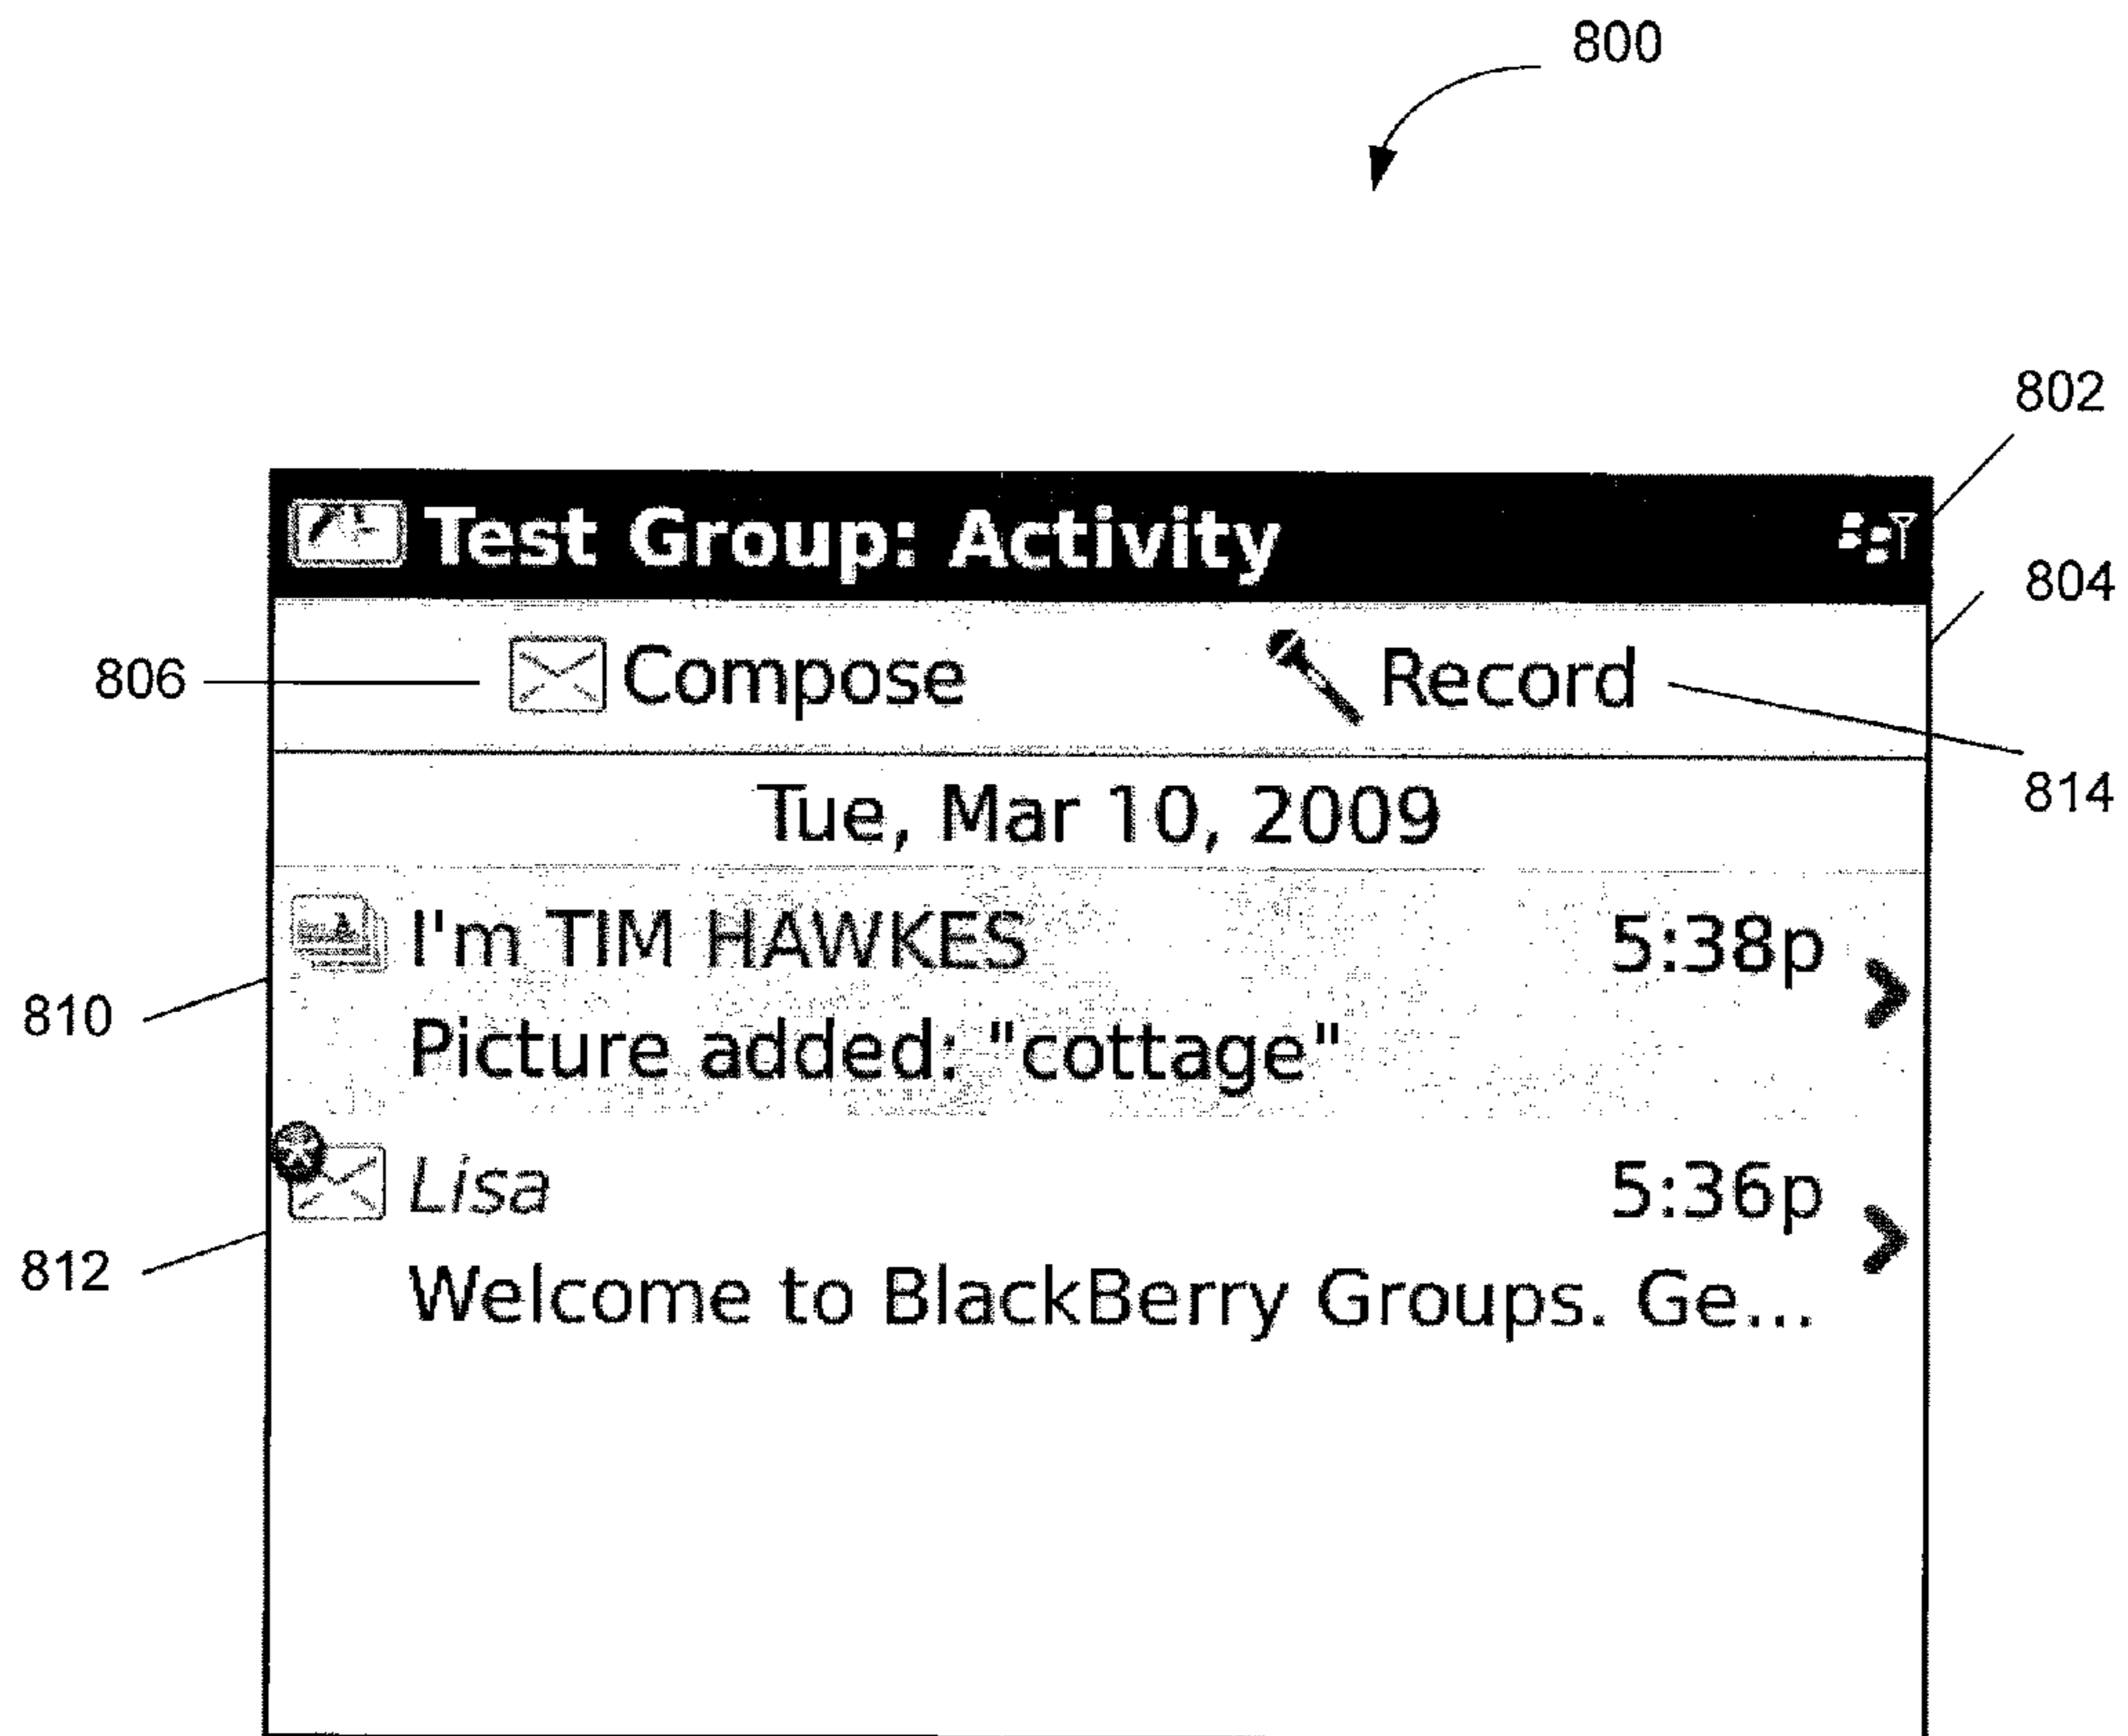 800
802
Test Group: Activity
804
806 Compose Record
814
Tue, Mar 10, 2009
I'm TIM HAWKES 5:38p
810
Picture added: "cottage"
Lisa 5:36p
812
Welcome to BlackBerry Groups. Ge...